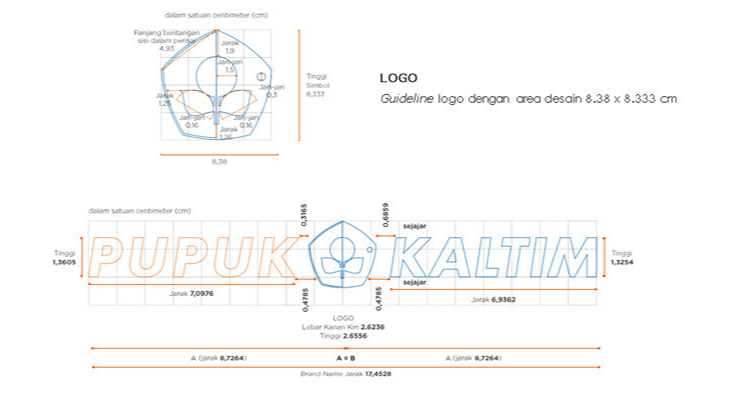 dalam satuan centimeter (cm)
Panjang bentangan
sisi dalam perisai
4,93
Jarak
1,9
Jari-jari
1,5
Jari-jari
0,3
Jarak
1,25
Jari-jari
0,16
Jari-jari
0,16
Jarak
1,26
Tinggi
Simbol
8,333
8,38
LOGO
Guideline logo dengan area desain 8.38 x 8.333 cm
dalam satuan centimeter (cm)
0,3165
0,6859
sejajar
Tinggi
1,3605
PUPUK KALTIM
Tinggi
1,3254
sejajar
Jarak 7,0976
0,4785
0,4785
Jarak 6,9362
LOGO
Lebar Kanan Kiri 2.6236
Tinggi 2.6556
A (jarak 8,7264)
A = B
A (jarak 8,7264)
Brand Name Jarak 17,4528